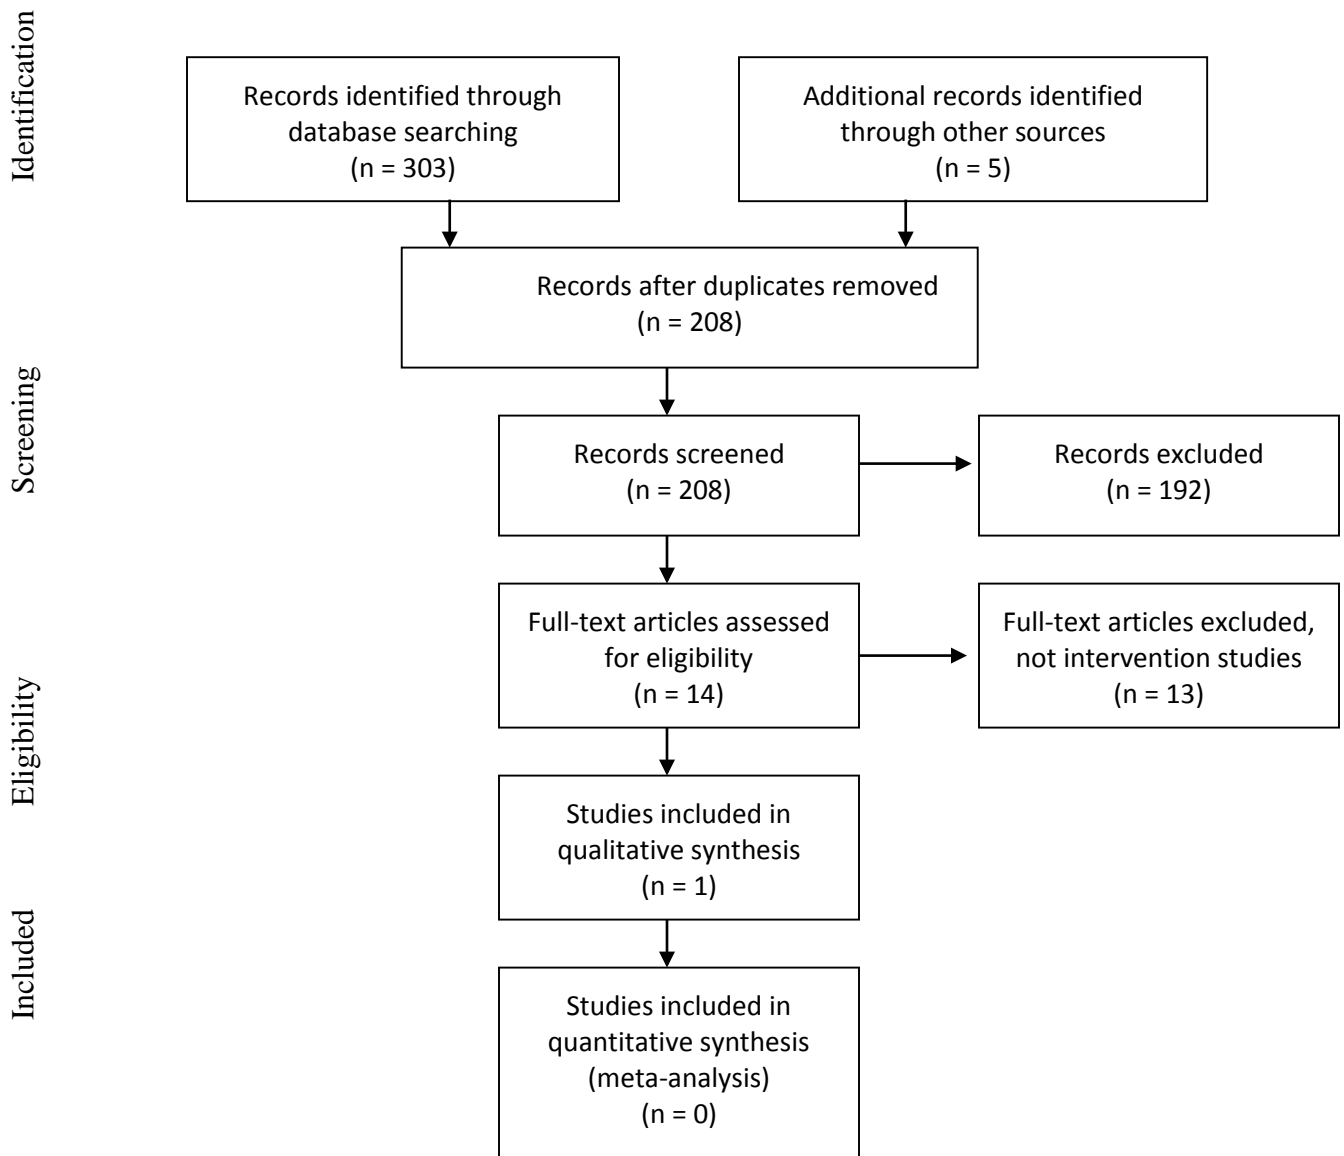 Identification
Records identified through
database searching
(n = 303)
Additional records identified
through other sources
(n = 5)
Records after duplicates removed
(n = 208)
Screening
Records screened
(n = 208)
Records excluded
(n = 192)
Eligibility
Full-text articles assessed
for eligibility
(n = 14)
Full-text articles excluded,
not intervention studies
(n = 13)
Studies included in
qualitative synthesis
(n = 1)
Included
Studies included in
quantitative synthesis
(meta-analysis)
(n = 0)